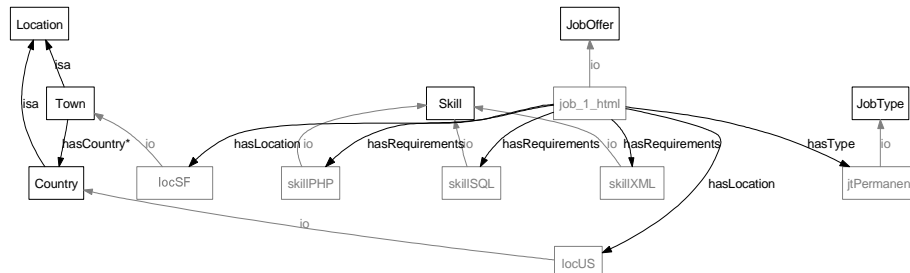 Location
JobOffer
isa
io
Town
Skill
job_1_html
JobType
isa
hasCountry*
io
hasLocation
io
hasRequirements
io
hasRequirements
io
hasRequirements
hasType
io
Country
locSF
skillPHP
skillSQL
skillXML
hasLocation
jtPermanen
io
locUS